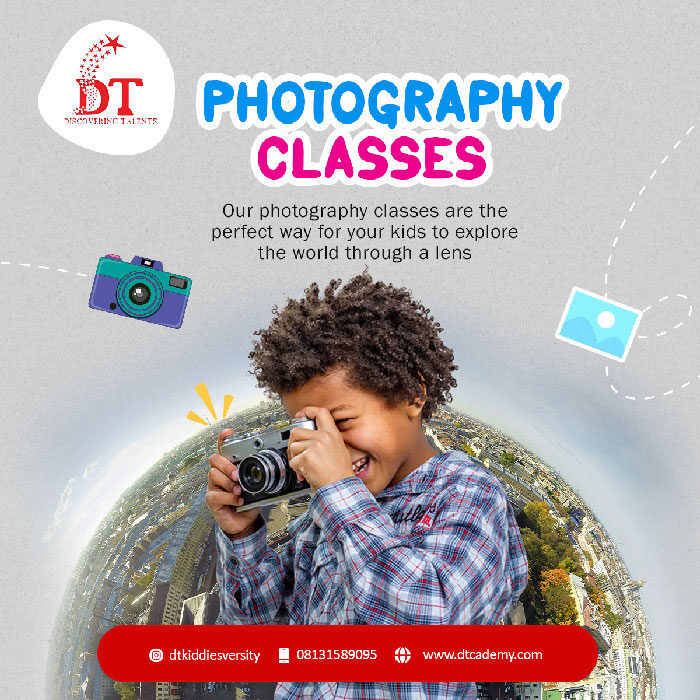 DT
DISCOVERING TALENTS
PHOTOGRAPHY
CLASSES
Our photography classes are the
perfect way for your kids to explore
the world through a lens
dtkiddiesversity 08131589095 www.dtcademy.com